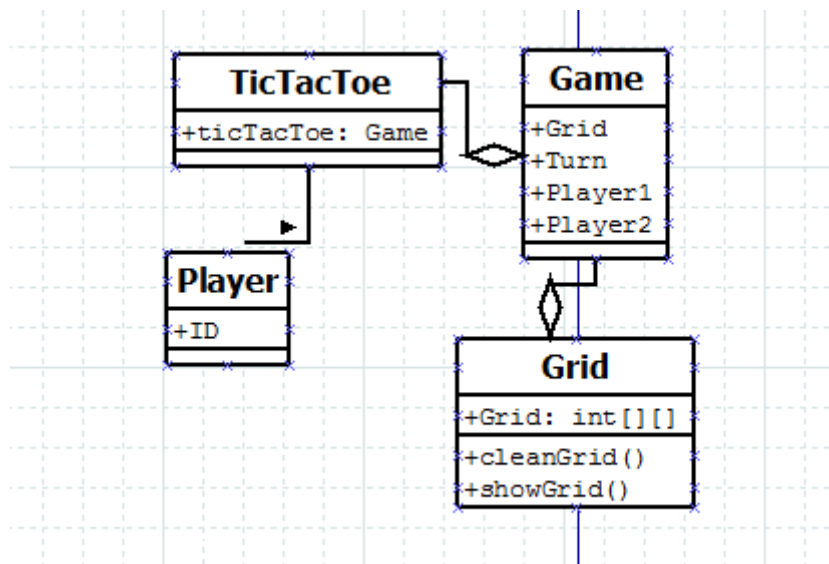 TicTacToe
+ticTacToe: Game
Game
+Grid
+Turn
+Player1
+Player2
Player
+ID
Grid
+Grid: int[][]
+cleanGrid()
+showGrid()